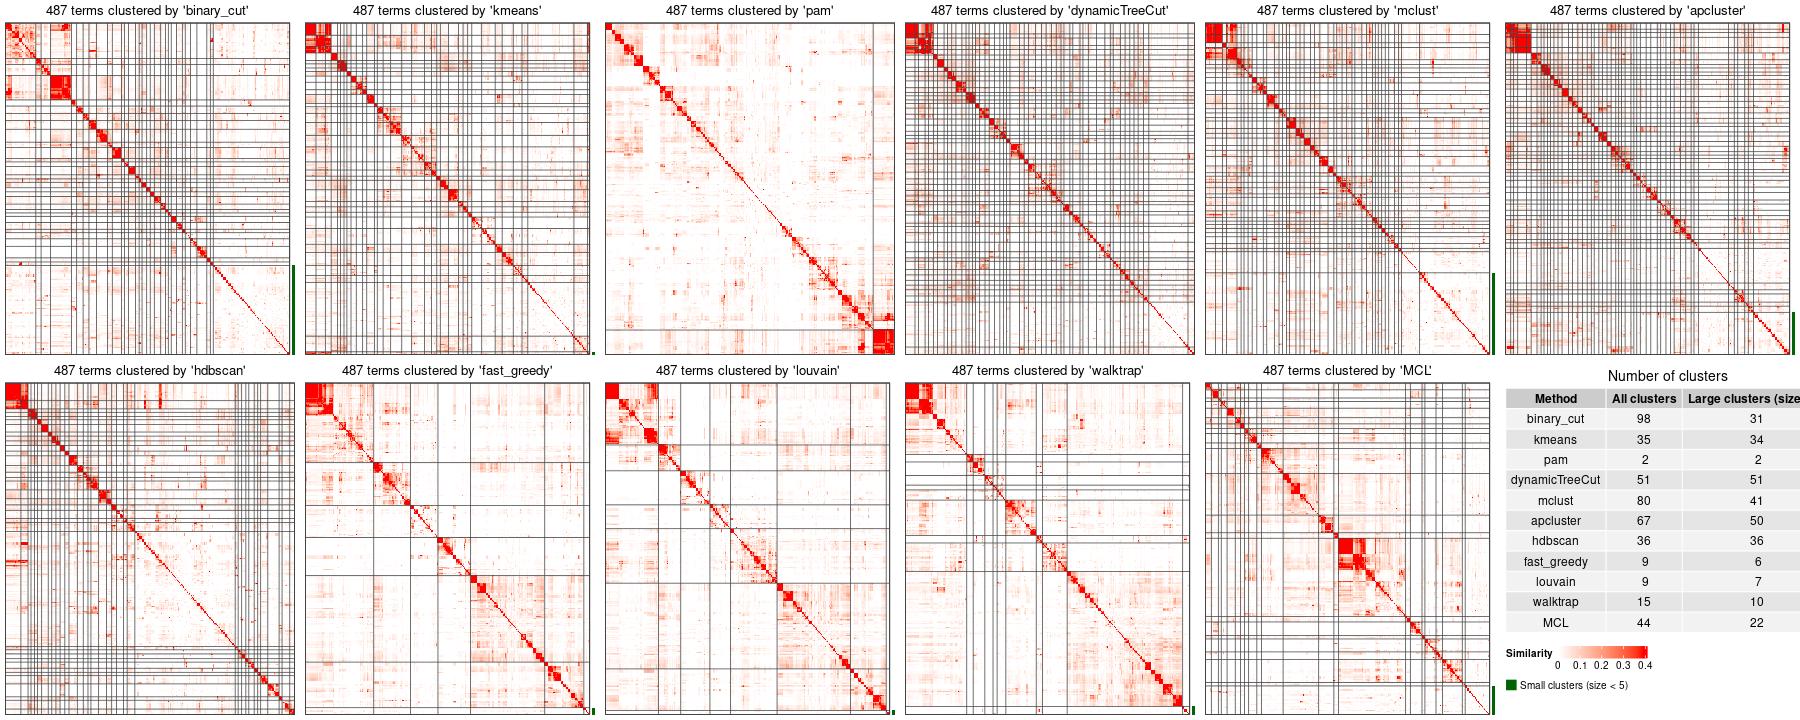 487 terms clustered by 'binary_cut'
487 terms clustered by 'kmeans'
487 terms clustered by 'pam'
487 terms clustered by 'dynamicTreeCut'
487 terms clustered by 'mclust'
487 terms clustered by 'apcluster'
487 terms clustered by 'hdbscan'
487 terms clustered by 'fast_greedy'
487 terms clustered by 'louvain'
487 terms clustered by 'walktrap'
487 terms clustered by 'MCL'
Number of clusters
Method All clusters Large clusters (size
binary_cut 98 31
kmeans 35 34
pam 2 2
dynamicTreeCut 51 51
mclust 80 41
apcluster 67 50
hdbscan 36 36
fast_greedy 9 6
louvain 9 7
walktrap 15 10
MCL 44 22
Similarity
0 0.1 0.2 0.3 0.4
Small clusters (size < 5)